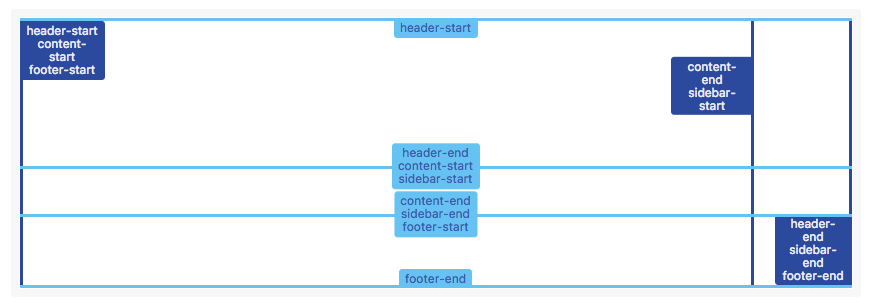 header-start
content-
start
footer-start
header-start
content-
end
sidebar-
start
header-end
content-start
sidebar-start
content-end
sidebar-end
footer-start
header-
end
sidebar-
end
footer-end
footer-end